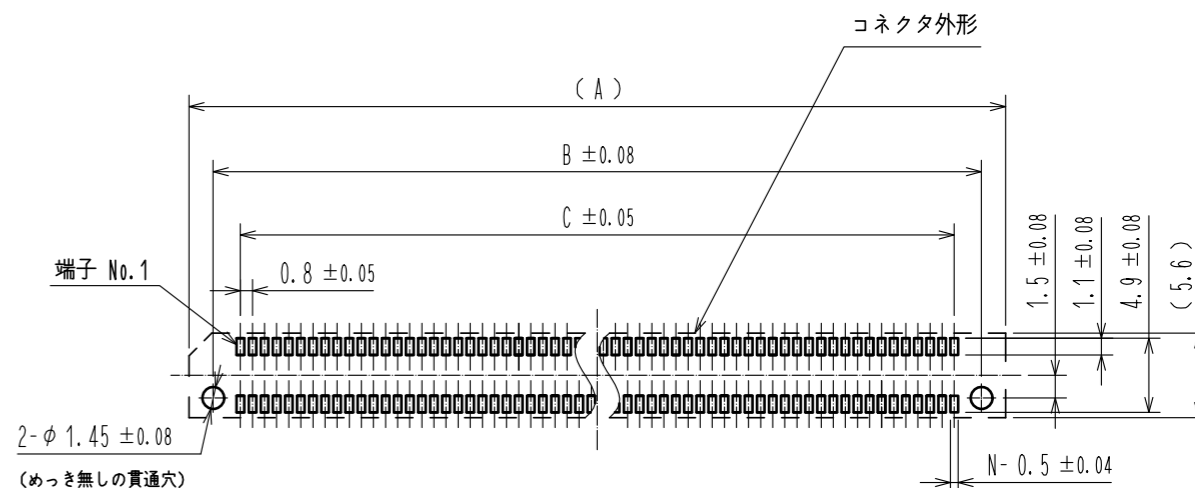 コネクタ外形
( A )
B ±0.08
C ±0.05
端子 No.1
0.8 ±0.05
1.5 ±0.08
1.1 ±0.08
4.9 ±0.08
( 5.6 )
2-φ 1.45 ±0.08
(めっき無しの貫通穴)
N- 0.5 ±0.04